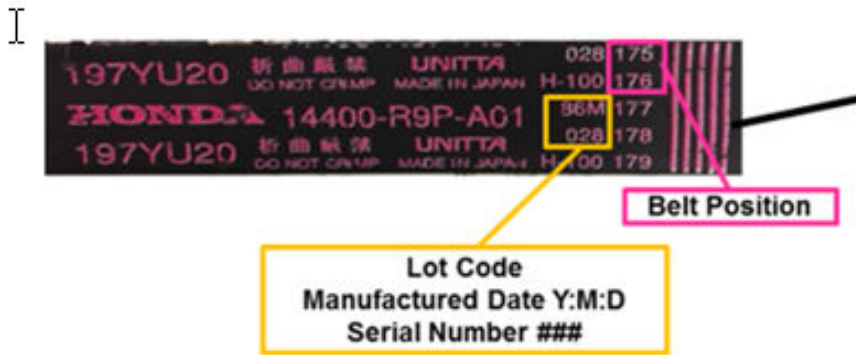 028 175
197YU20 折曲厳禁 UNITTA H-100 176
DO NOT CRIMP MADE IN JAPAN
HONDA 14400-R9P-A01 86M 177
028 178
197YU20 折曲厳禁 UNITTA H-100 179
DO NOT CRIMP MADE IN JAPAN
Belt Position
Lot Code
Manufactured Date Y:M:D
Serial Number ###